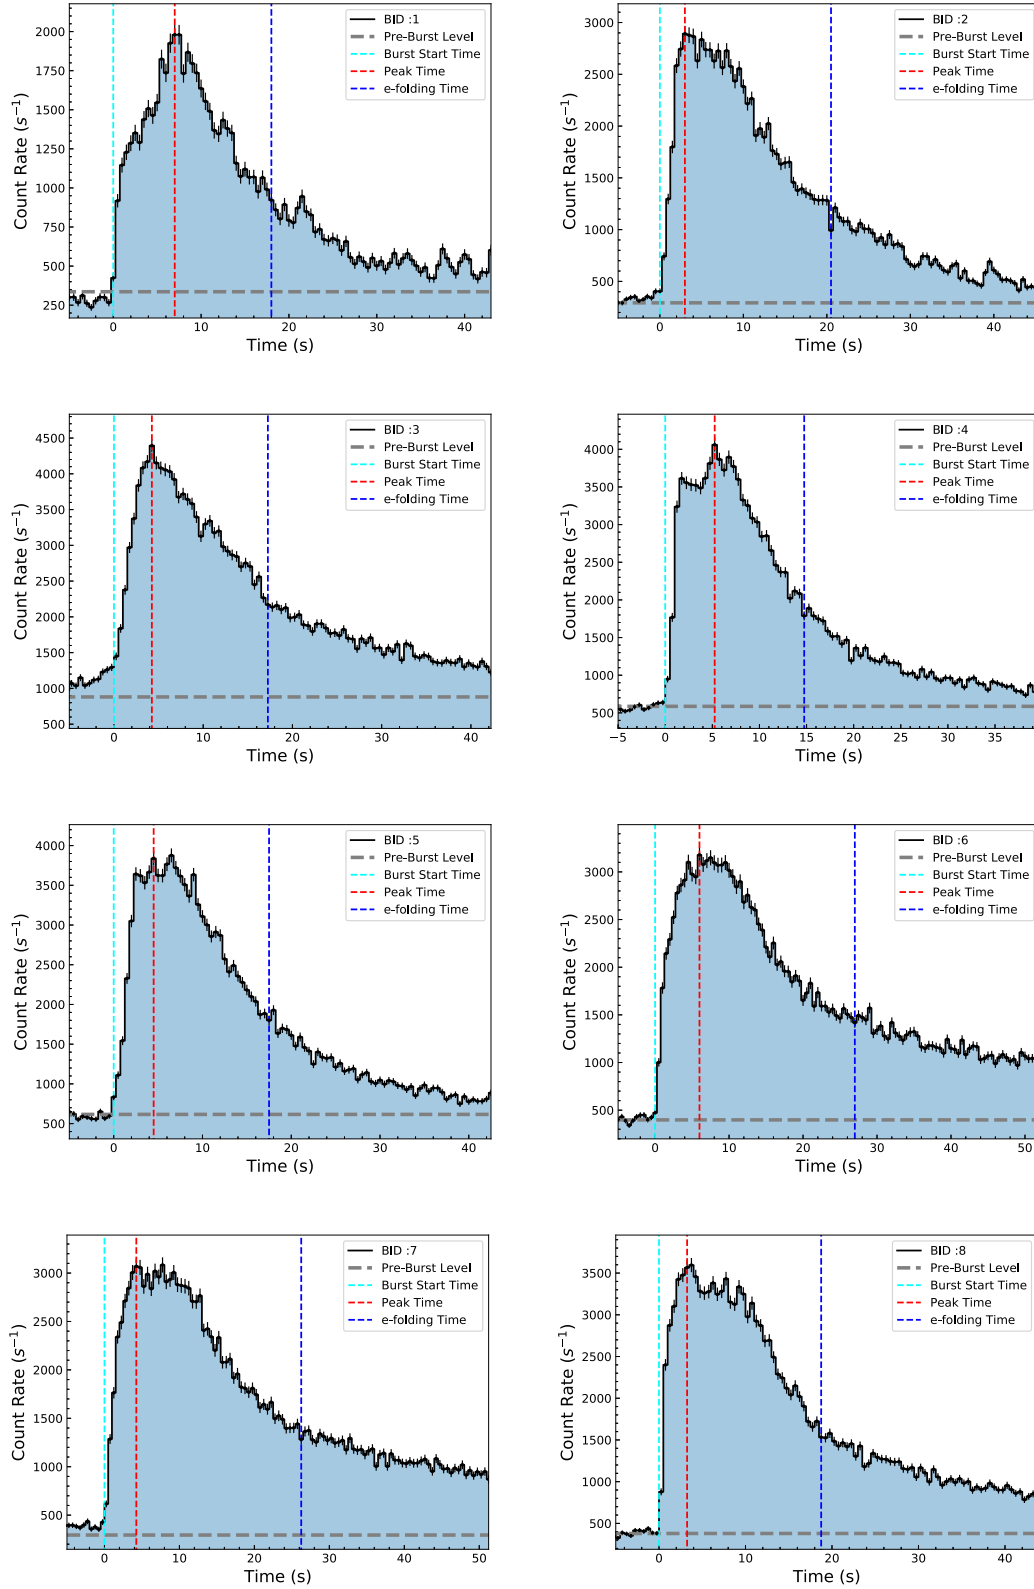 BID :1
Pre-Burst Level
Burst Start Time
Peak Time
e-folding Time
Count Rate (s⁻¹)
2000
1750
1500
1250
1000
750
500
250
0 10 20 30 40
Time (s)
BID :2
Pre-Burst Level
Burst Start Time
Peak Time
e-folding Time
Count Rate (s⁻¹)
3000
2500
2000
1500
1000
500
0 10 20 30 40
Time (s)
BID :3
Pre-Burst Level
Burst Start Time
Peak Time
e-folding Time
Count Rate (s⁻¹)
4500
4000
3500
3000
2500
2000
1500
1000
500
0 10 20 30 40
Time (s)
BID :4
Pre-Burst Level
Burst Start Time
Peak Time
e-folding Time
Count Rate (s⁻¹)
4000
3500
3000
2500
2000
1500
1000
500
−5 0 5 10 15 20 25 30 35
Time (s)
BID :5
Pre-Burst Level
Burst Start Time
Peak Time
e-folding Time
Count Rate (s⁻¹)
4000
3500
3000
2500
2000
1500
1000
500
0 10 20 30 40
Time (s)
BID :6
Pre-Burst Level
Burst Start Time
Peak Time
e-folding Time
Count Rate (s⁻¹)
3000
2500
2000
1500
1000
500
0 10 20 30 40 50
Time (s)
BID :7
Pre-Burst Level
Burst Start Time
Peak Time
e-folding Time
Count Rate (s⁻¹)
3000
2500
2000
1500
1000
500
0 10 20 30 40 50
Time (s)
BID :8
Pre-Burst Level
Burst Start Time
Peak Time
e-folding Time
Count Rate (s⁻¹)
3500
3000
2500
2000
1500
1000
500
0 10 20 30 40
Time (s)